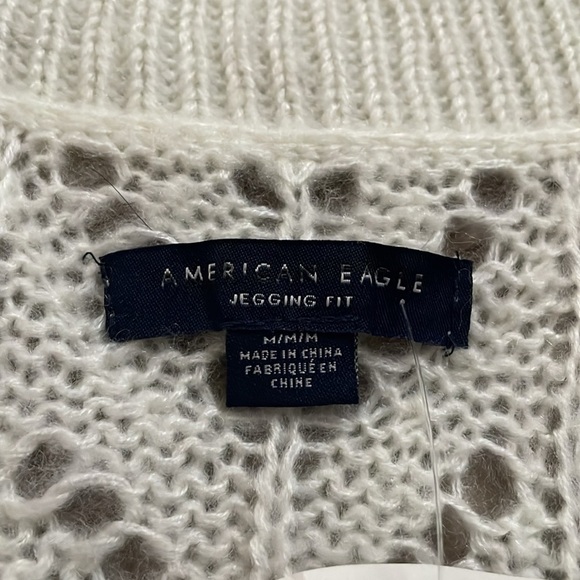 AMERICAN EAGLE
JEGGING FIT
M/M/M
MADE IN CHINA
FABRIQUÉ EN
CHINE